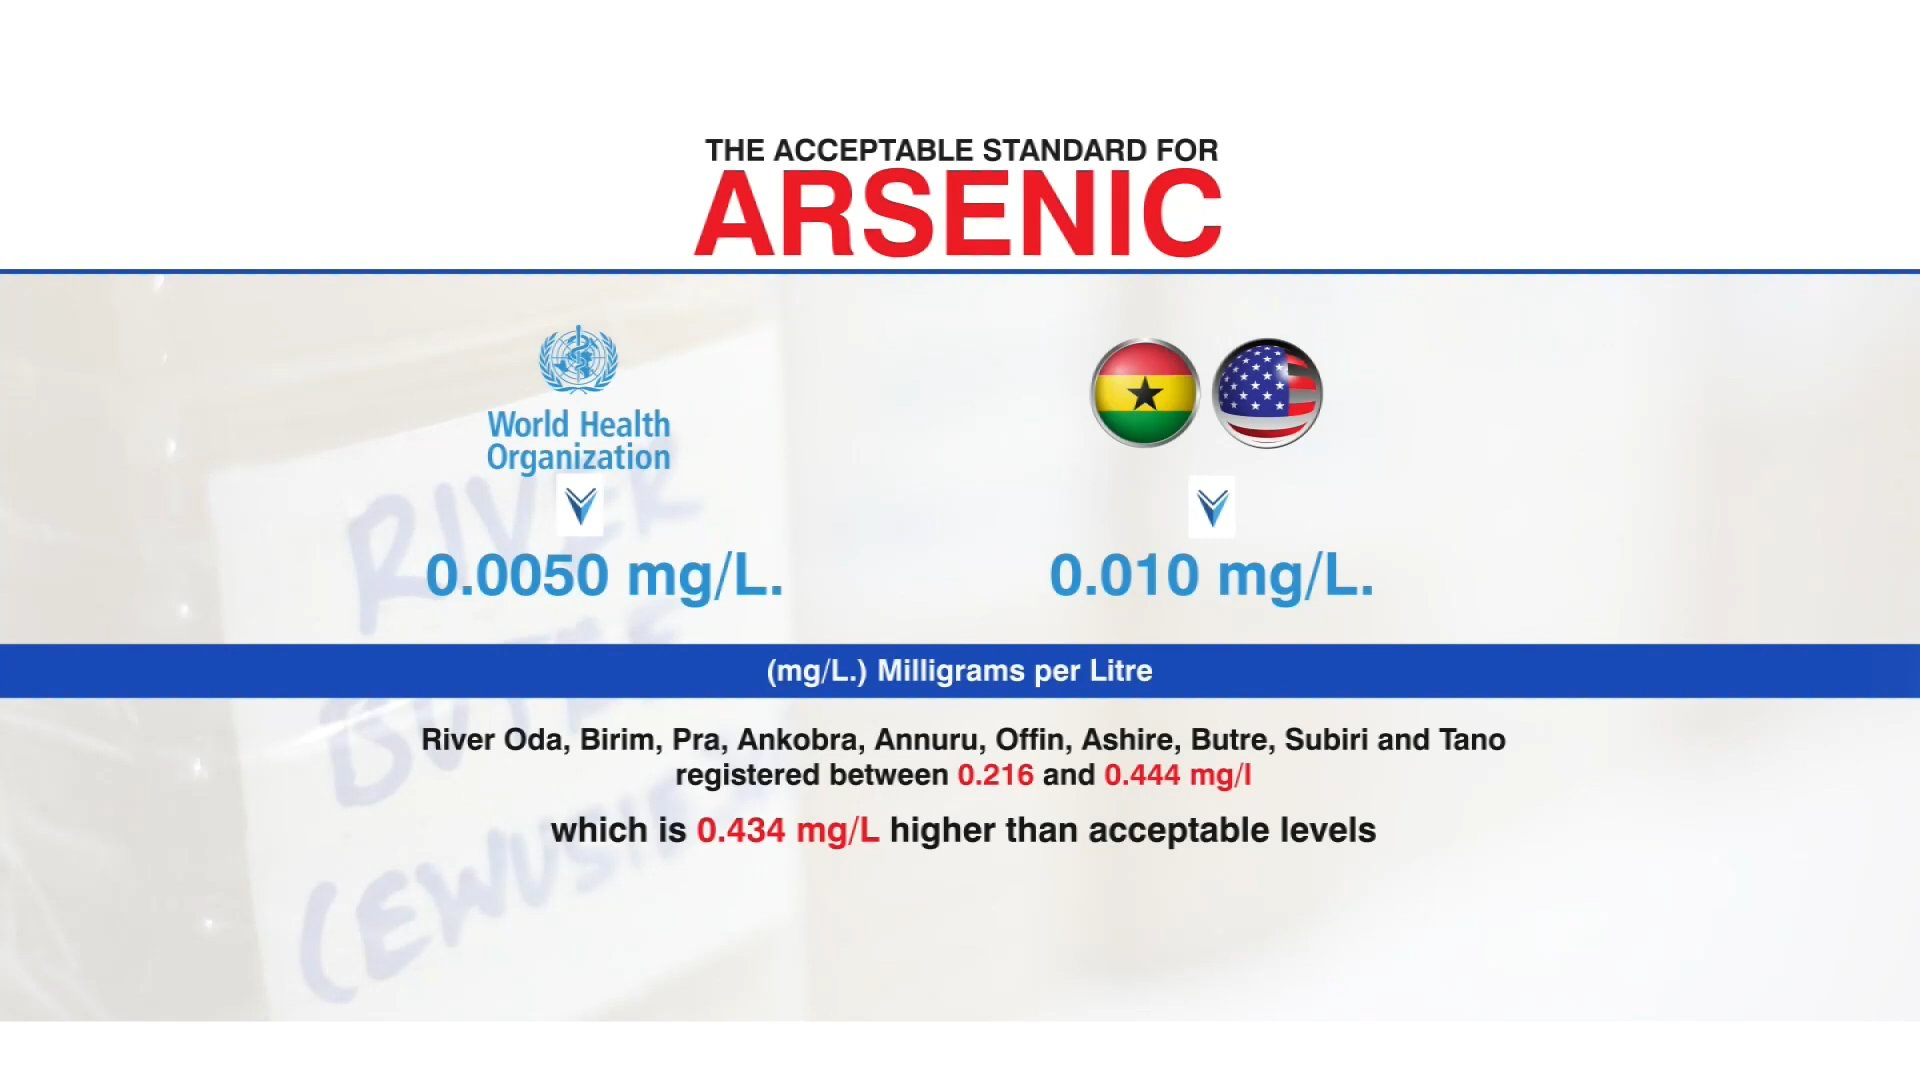 THE ACCEPTABLE STANDARD FOR
ARSENIC
World Health
Organization
0.0050 mg/L.
0.010 mg/L.
(mg/L.) Milligrams per Litre
River Oda, Birim, Pra, Ankobra, Annuru, Offin, Ashire, Butre, Subiri and Tano
registered between 0.216 and 0.444 mg/l
which is 0.434 mg/L higher than acceptable levels
RIVER
BUTRE